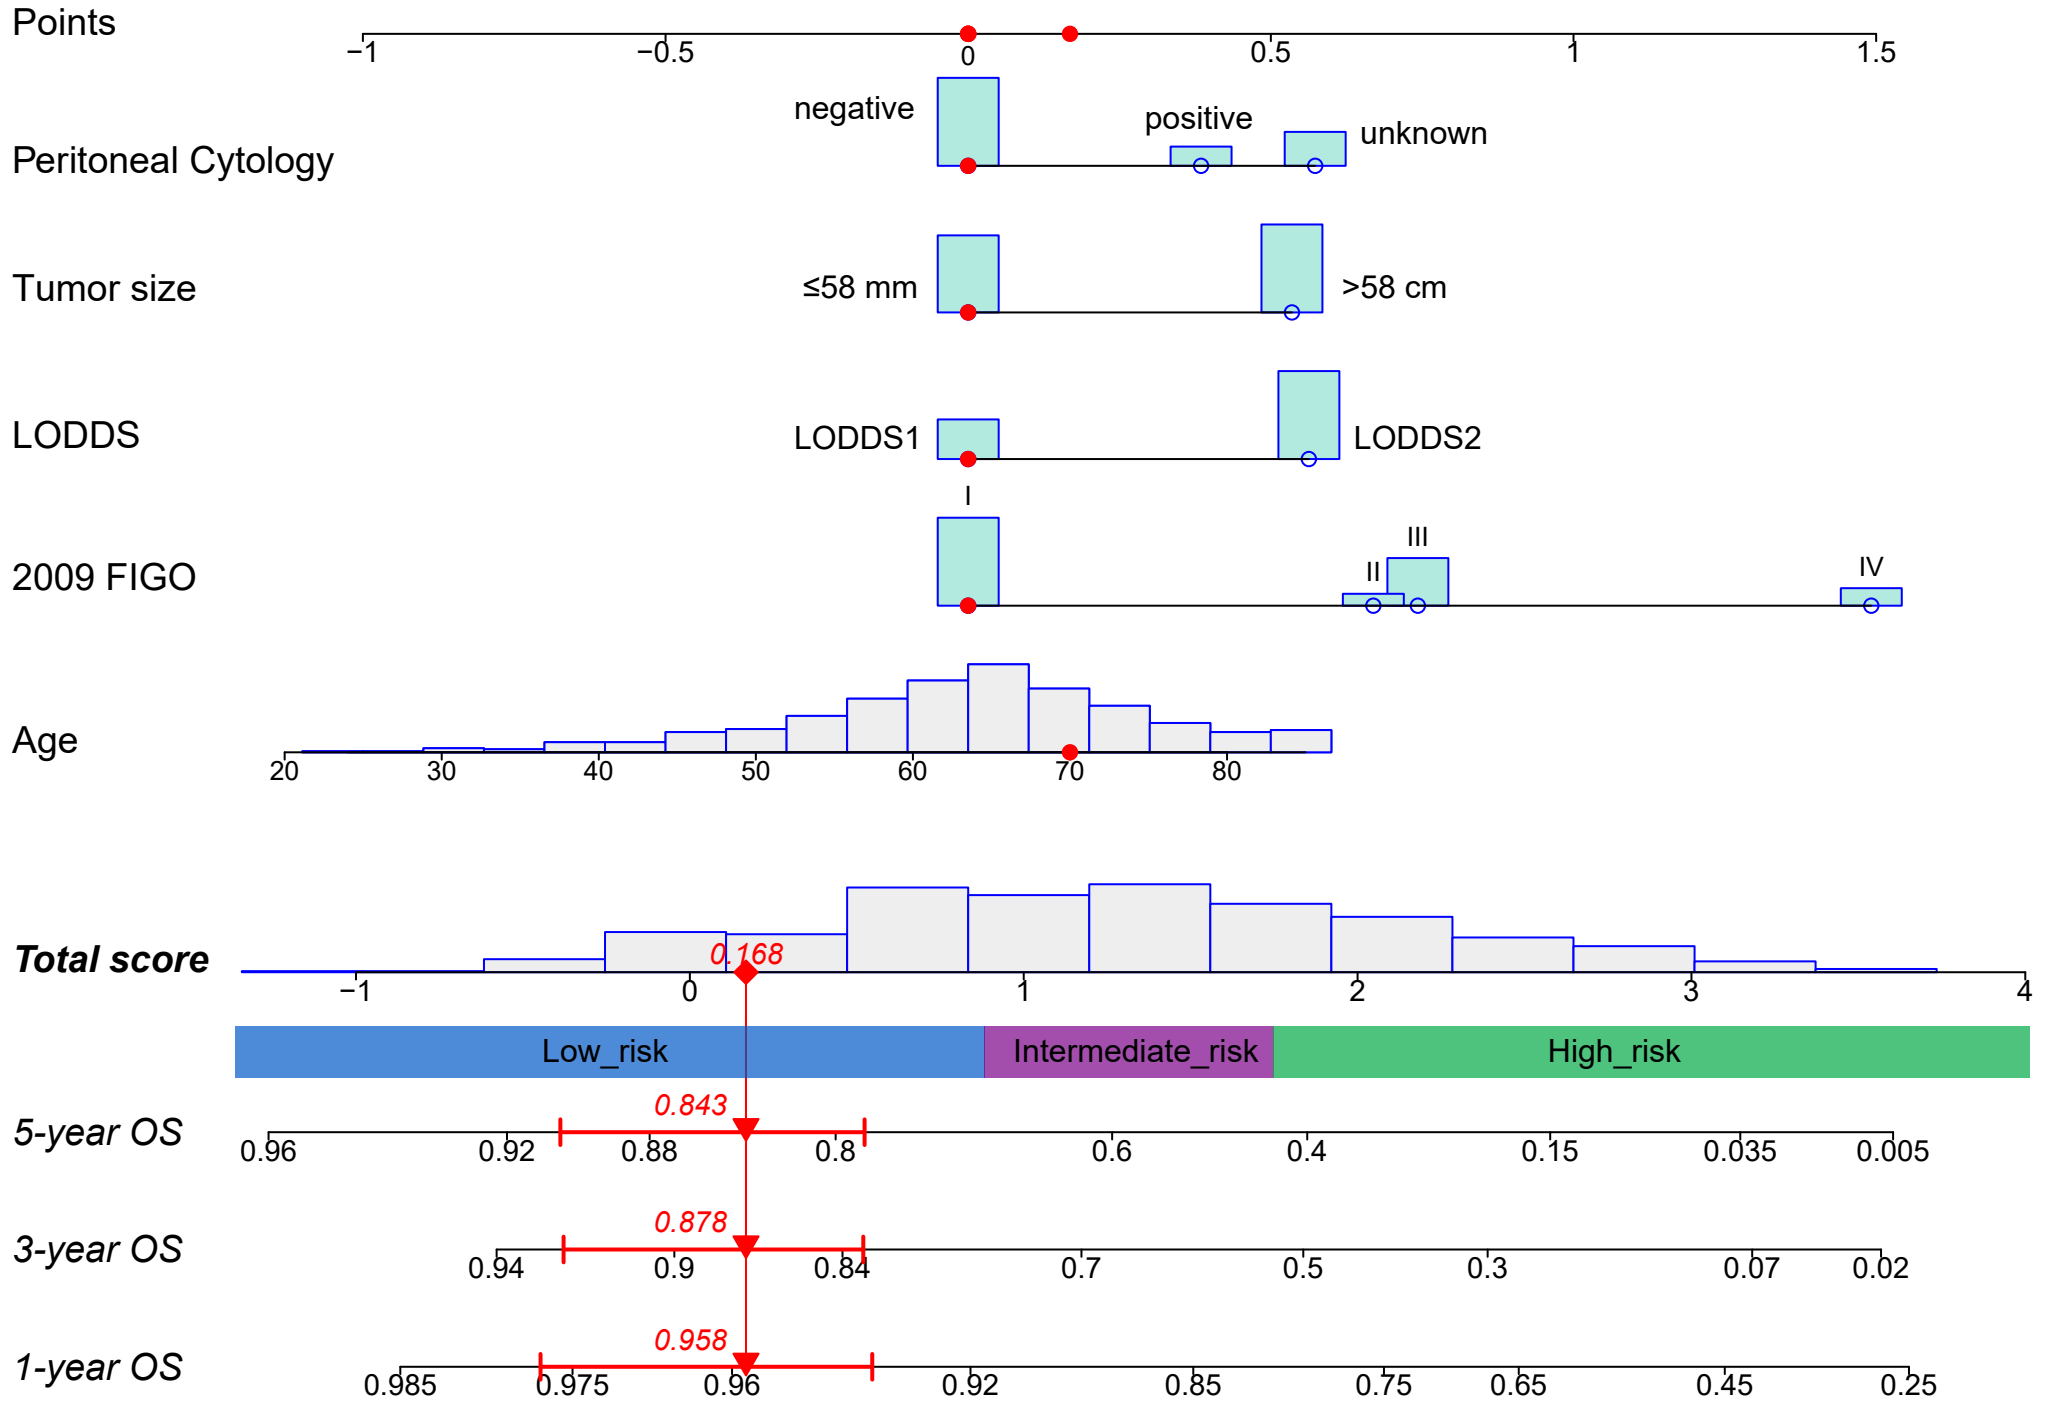 Points
−1 −0.5 0 0.5 1 1.5
Peritoneal Cytology
negative positive unknown
Tumor size
≤58 mm >58 cm
LODDS
LODDS1 LODDS2
2009 FIGO
I II III IV
Age
20 30 40 50 60 70 80
Total score
0.168
−1 0 1 2 3 4
Low_risk Intermediate_risk High_risk
5-year OS
0.843
0.96 0.92 0.88 0.8 0.6 0.4 0.15 0.035 0.005
3-year OS
0.878
0.94 0.9 0.84 0.7 0.5 0.3 0.07 0.02
1-year OS
0.958
0.985 0.975 0.96 0.92 0.85 0.75 0.65 0.45 0.25